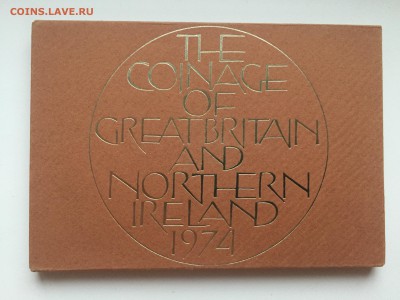 COINS.LAVE.RU
THE
COINAGE
OF
GREAT BRITAIN
AND
NORTHERN
IRELAND
1974